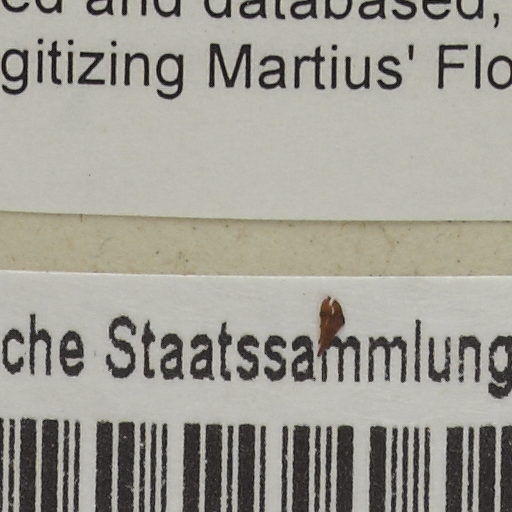 ed and databased,
gitizing Martius' Flo
che Staatssammlung